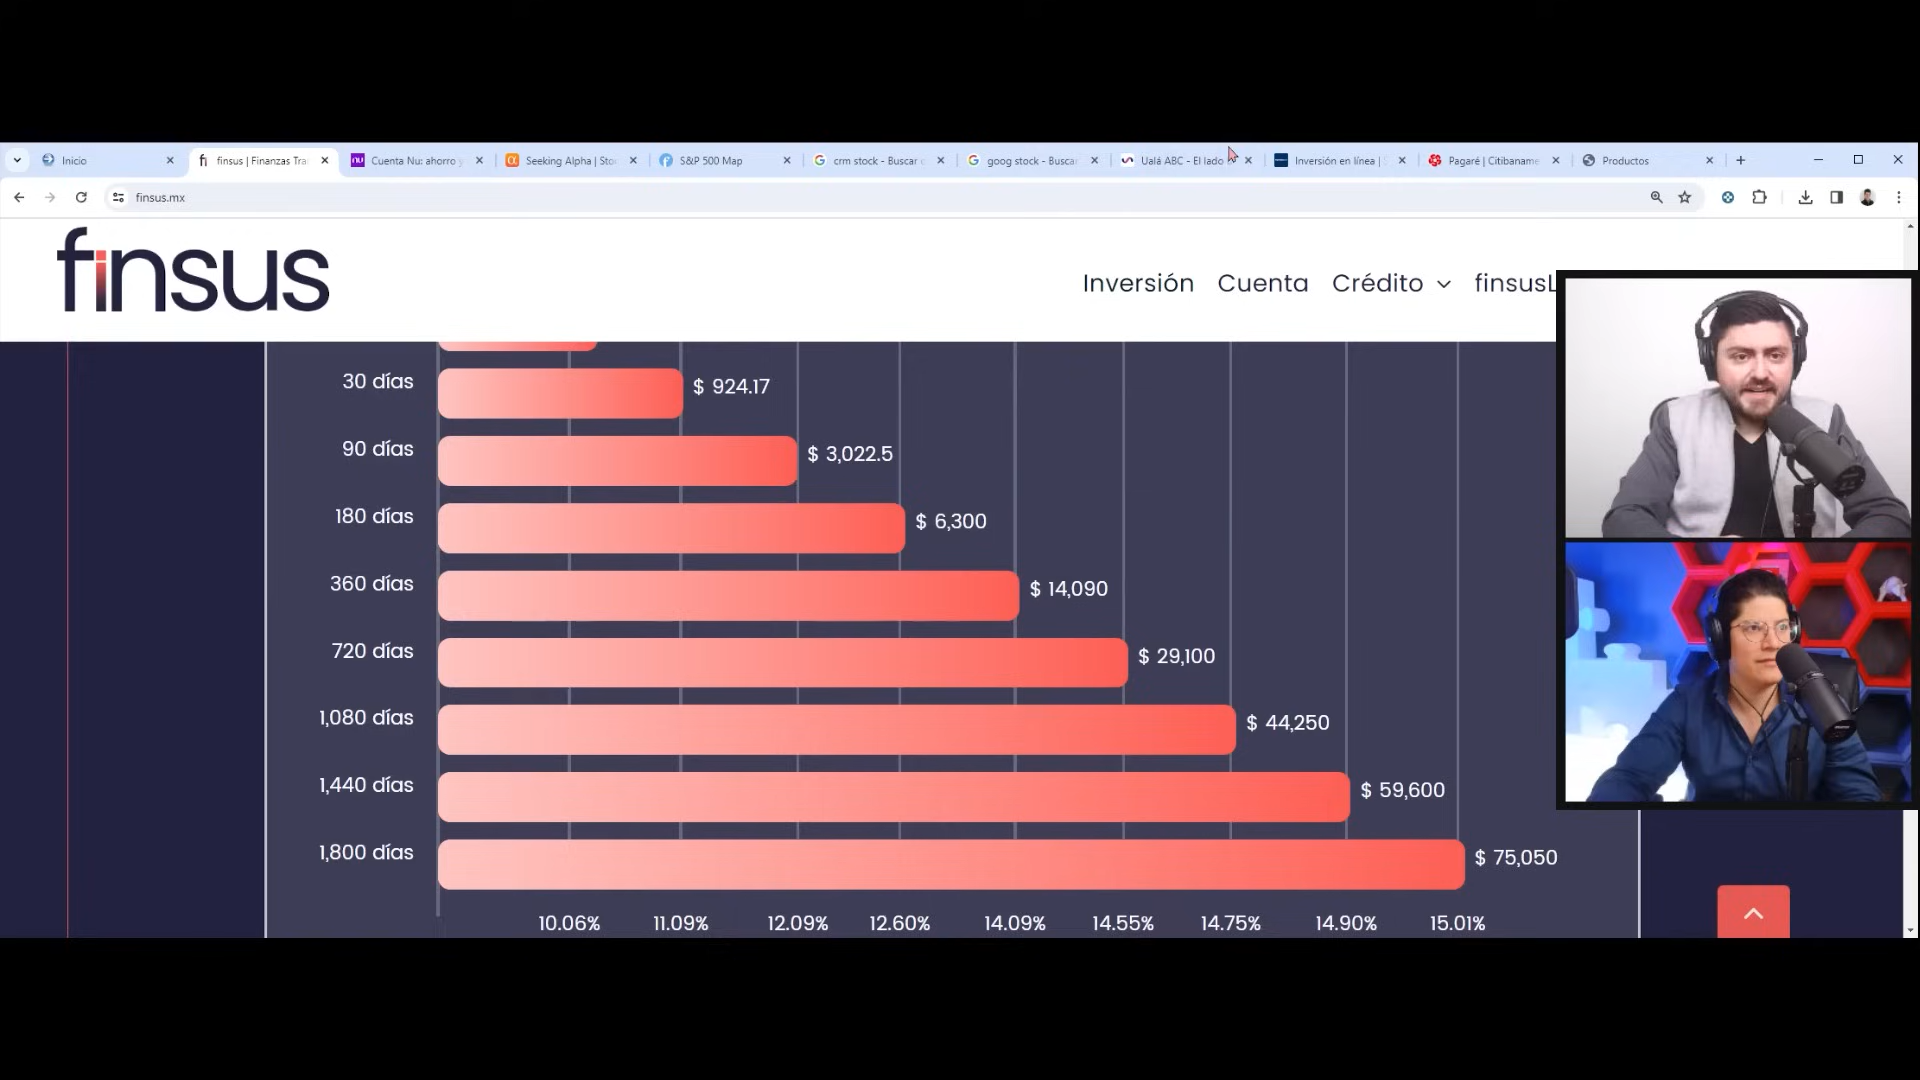 Inicio
finsus | Finanzas Tra
Cuenta Nu: ahorro y
Seeking Alpha | Sto
S&P 500 Map
crm stock - Buscar
goog stock - Buscar
Ualá ABC - El lado
Inversión en línea |
Pagaré | Citibaname
Productos
finsus.mx
finsus
Inversión
Cuenta
Crédito
finsusL
30 días
$ 924.17
90 días
$ 3,022.5
180 días
$ 6,300
360 días
$ 14,090
720 días
$ 29,100
1,080 días
$ 44,250
1,440 días
$ 59,600
1,800 días
$ 75,050
10.06% 11.09% 12.09% 12.60% 14.09% 14.55% 14.75% 14.90% 15.01%